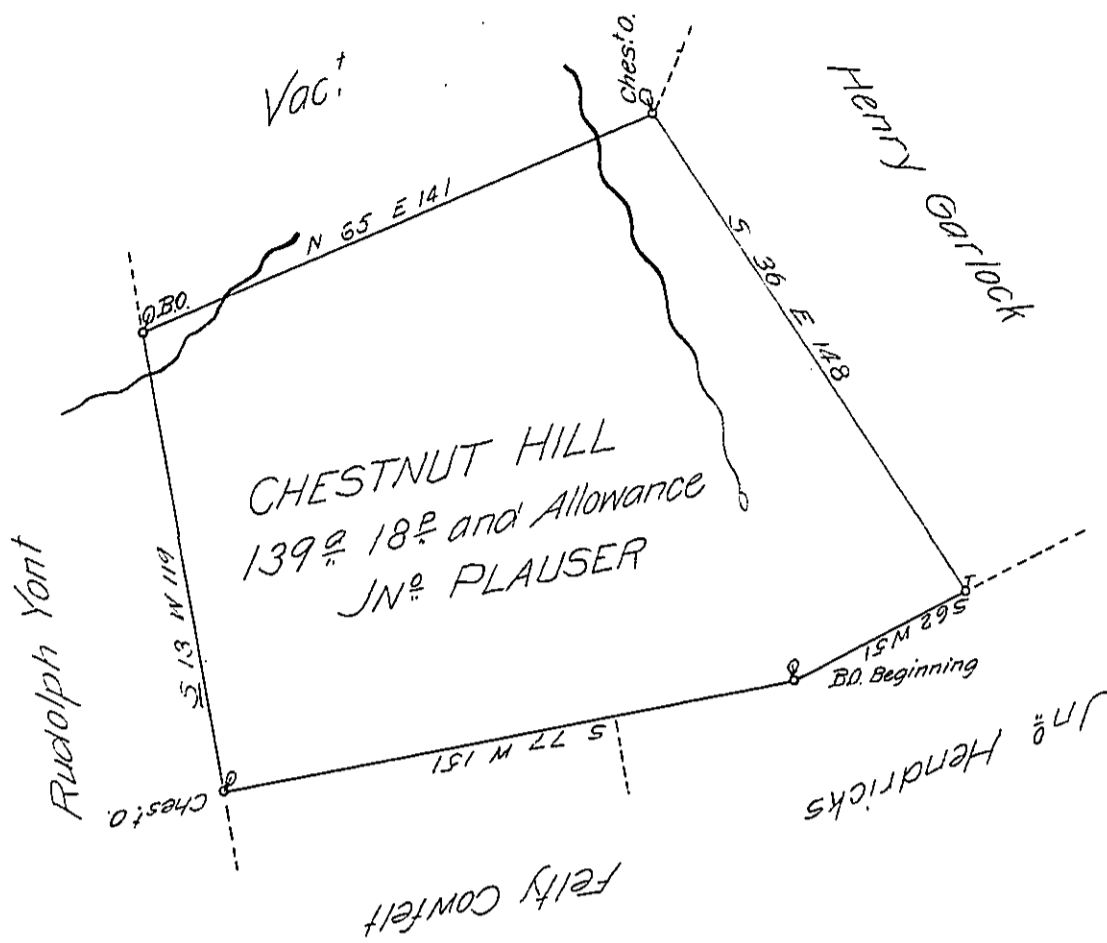 Vac.t
Chest.O.
Henry Garlock
N 65 E 141
S 36 E 148
B.O.
CHESTNUT HILL
139a 18p and Allowance
JNo PLAUSER
Rudolph Yont
S 13 W 119
S 62 W 51
B.O. Beginning
S 77 W 151
Chest.O.
Jno Hendricks
Felty Cowfelt